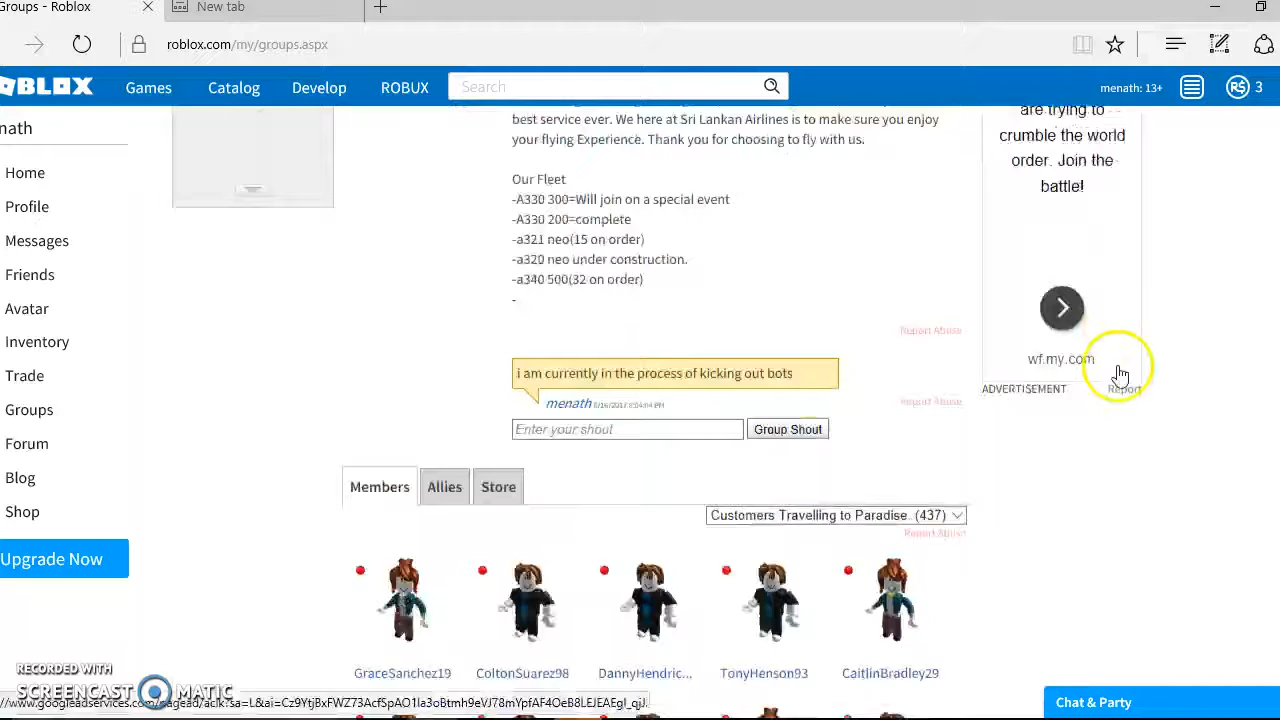 Groups - Roblox
New tab
roblox.com/my/groups.aspx
ROBLOX
Games
Catalog
Develop
ROBUX
Search
menath: 13+
R$ 3
nath
Home
Profile
Messages
Friends
Avatar
Inventory
Trade
Groups
Forum
Blog
Shop
Upgrade Now
best service ever. We here at Sri Lankan Airlines is to make sure you enjoy
your flying Experience. Thank you for choosing to fly with us.
Our Fleet
-A330 300=Will join on a special event
-A330 200=complete
-a321 neo(15 on order)
-a320 neo under construction.
-a340 500(32 on order)
-
Report Abuse
i am currently in the process of kicking out bots
menath
Report Abuse
Enter your shout
Group Shout
Members
Allies
Store
Customers Travelling to Paradise. (437)
Report Abuse
GraceSanchez19
ColtonSuarez98
DannyHendric...
TonyHenson93
CaitlinBradley29
are trying to
crumble the world
order. Join the
battle!
wf.my.com
ADVERTISEMENT
Report
Chat & Party
RECORDED WITH
SCREENCAST MATIC